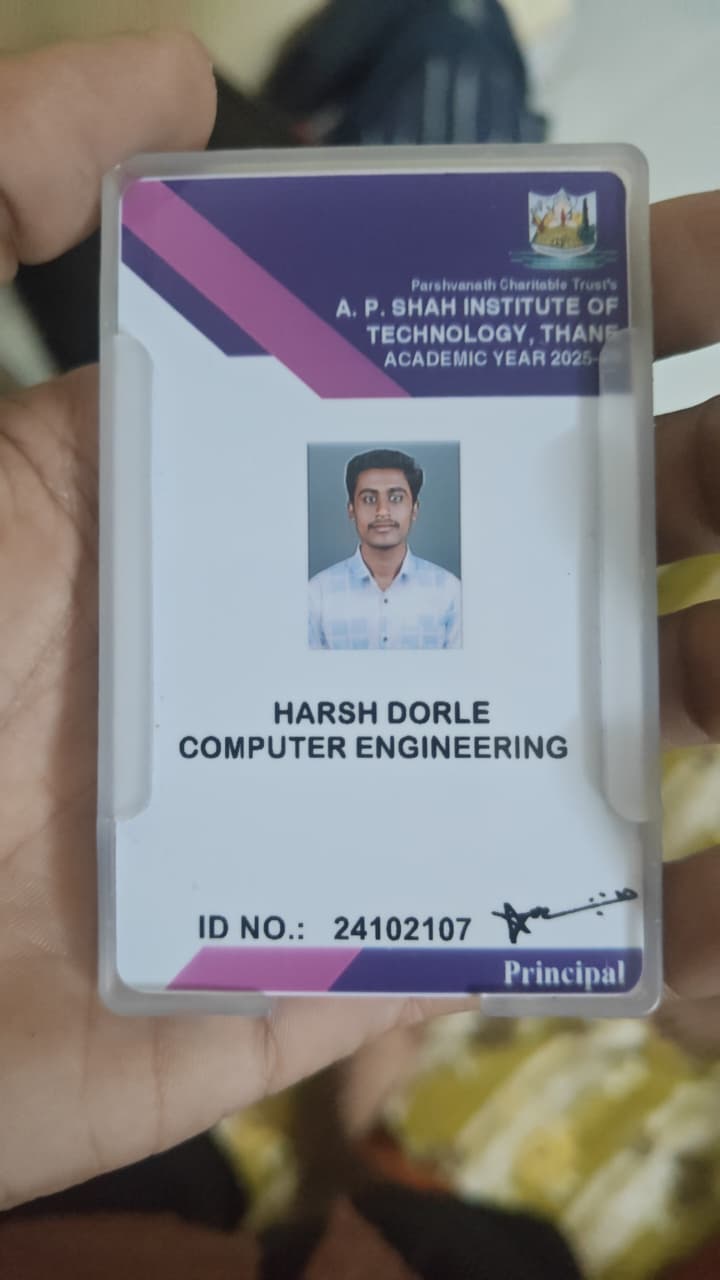 Parshvanath Charitable Trust's
A. P. SHAH INSTITUTE OF
TECHNOLOGY, THANE
ACADEMIC YEAR 2025-
HARSH DORLE
COMPUTER ENGINEERING
ID NO.: 24102107
Principal